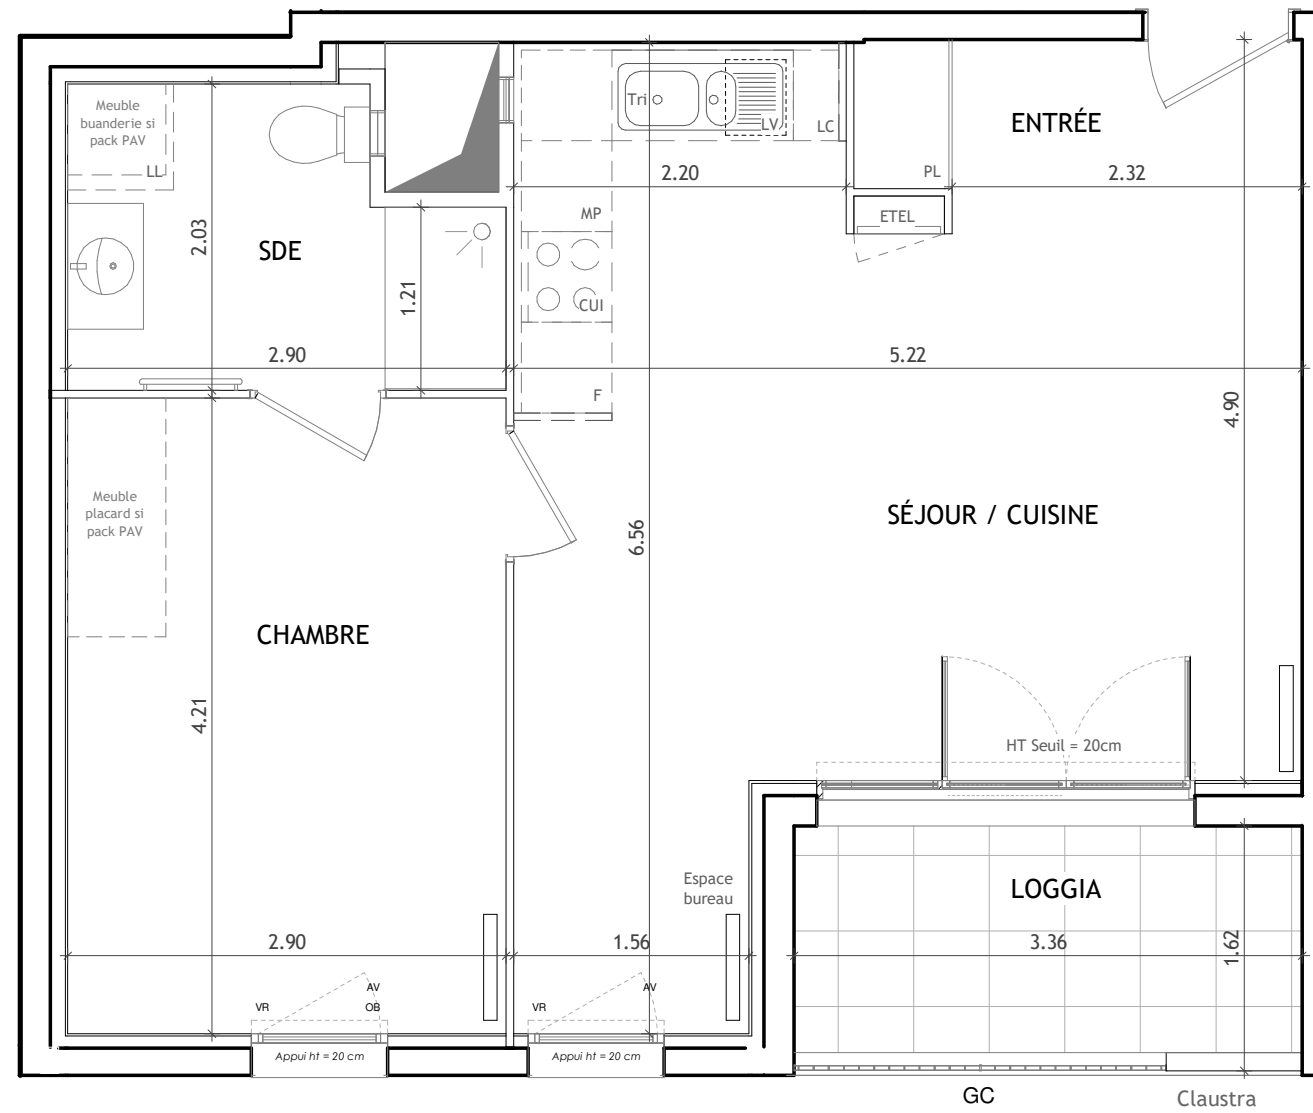 Meuble
buanderie si
pack PAV
LL
Tri
LV
LC
ENTRÉE
PL
2.20
2.32
MP
ETEL
2.03
SDE
1.21
CUI
2.90
5.22
F
4.90
Meuble
placard si
pack PAV
6.56
SÉJOUR / CUISINE
CHAMBRE
4.21
HT Seuil = 20cm
Espace
bureau
LOGGIA
2.90
1.56
3.36
1.62
VR
AV
OB
VR
AV
Appui ht = 20 cm
Appui ht = 20 cm
GC
Claustra